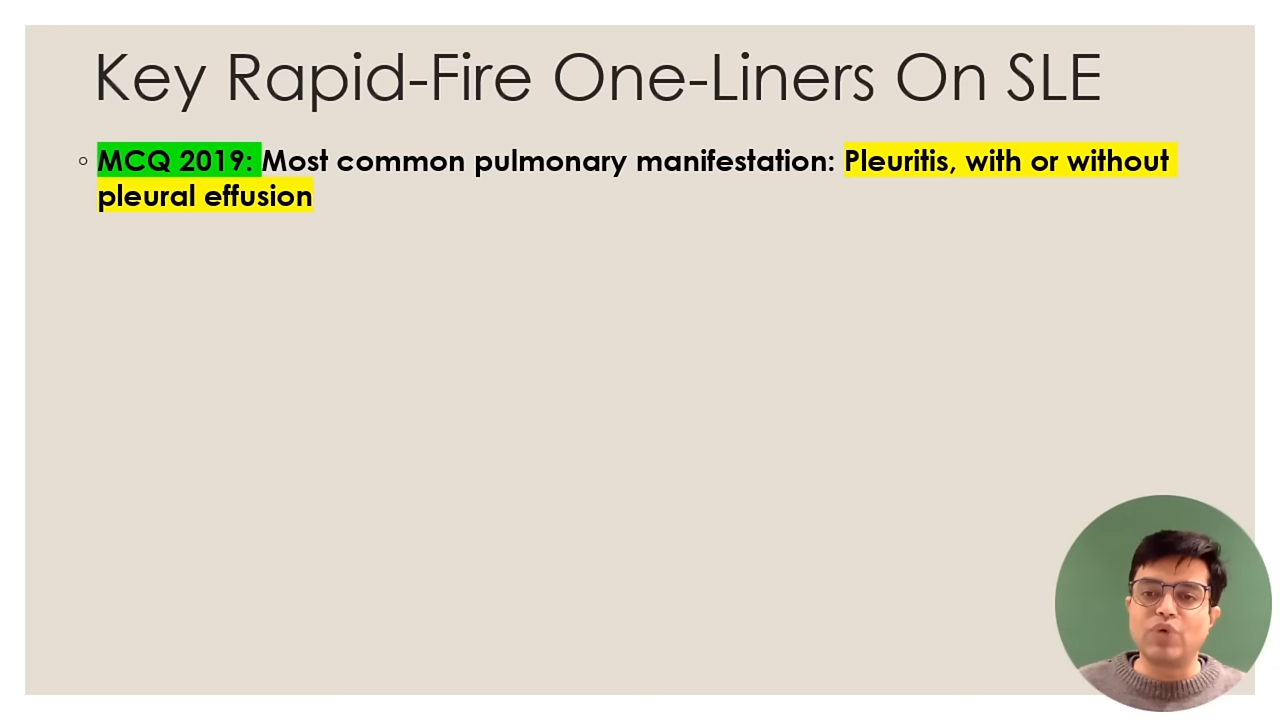 Key Rapid-Fire One-Liners On SLE
◦ MCQ 2019: Most common pulmonary manifestation: Pleuritis, with or without
pleural effusion